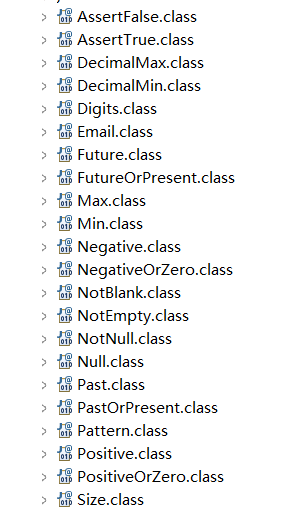 AssertFalse.class
AssertTrue.class
DecimalMax.class
DecimalMin.class
Digits.class
Email.class
Future.class
FutureOrPresent.class
Max.class
Min.class
Negative.class
NegativeOrZero.class
NotBlank.class
NotEmpty.class
NotNull.class
Null.class
Past.class
PastOrPresent.class
Pattern.class
Positive.class
PositiveOrZero.class
Size.class